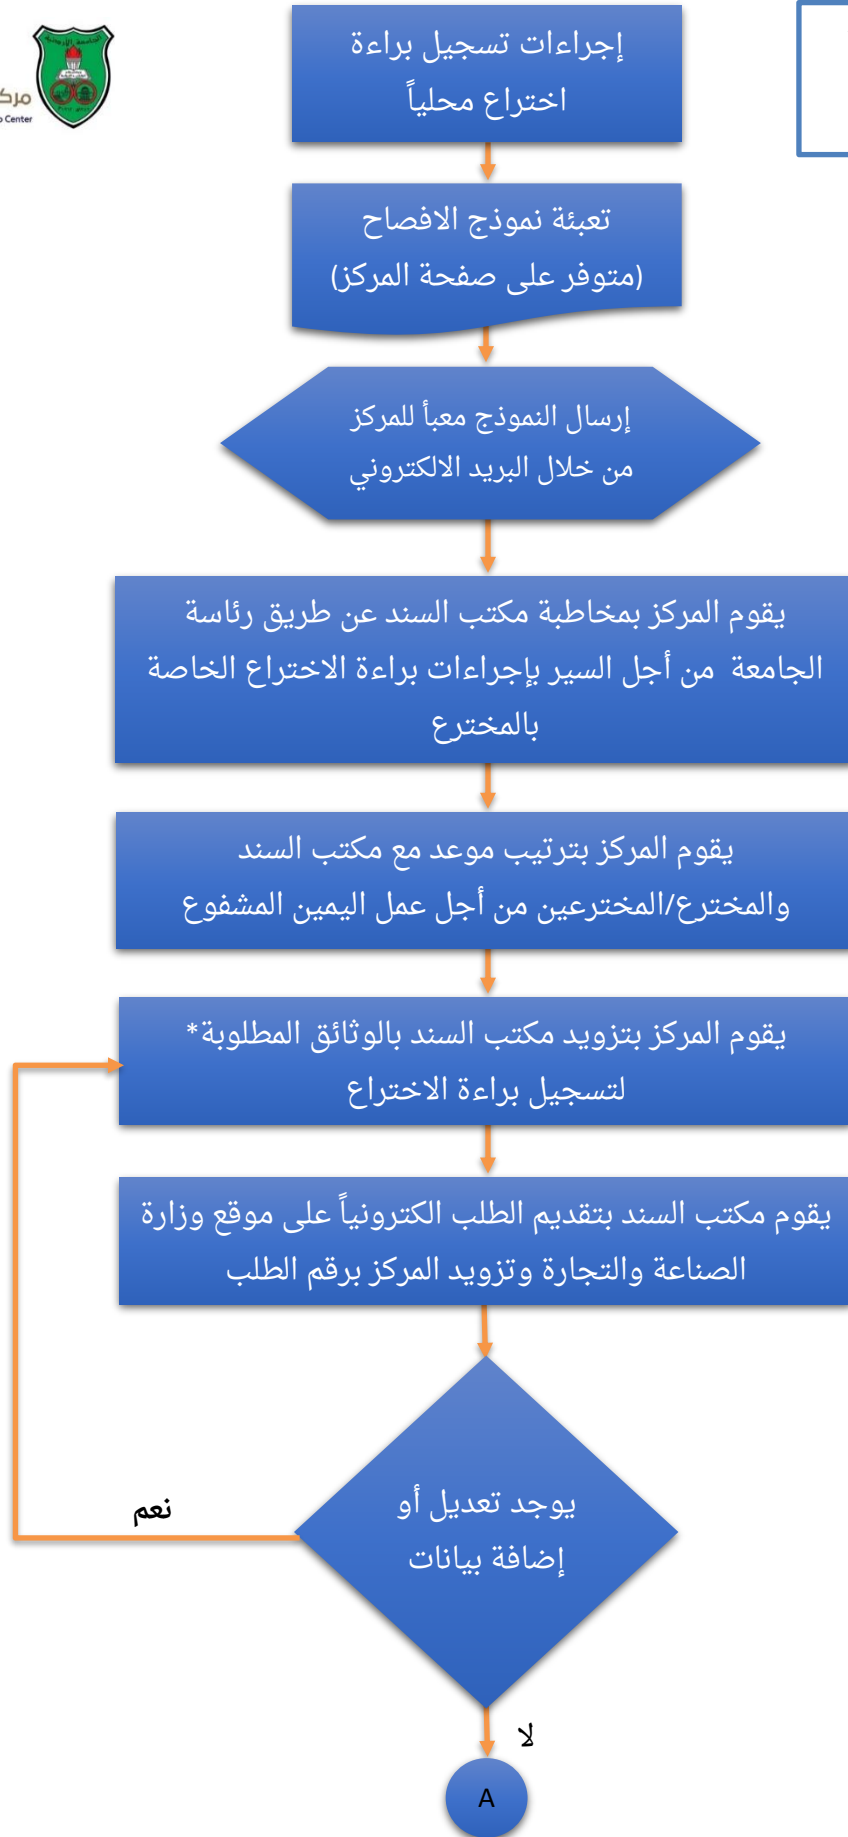 مركز
p Center
إجراءات تسجيل براءة
اختراع محلياً
تعبئة نموذج الافصاح
(متوفر على صفحة المركز)
إرسال النموذج معبأ للمركز
من خلال البريد الالكتروني
يقوم المركز بمخاطبة مكتب السند عن طريق رئاسة
الجامعة من أجل السير بإجراءات براءة الاختراع الخاصة
بالمخترع
يقوم المركز بترتيب موعد مع مكتب السند
والمخترع/المخترعين من أجل عمل اليمين المشفوع
يقوم المركز بتزويد مكتب السند بالوثائق المطلوبة*
لتسجيل براءة الاختراع
يقوم مكتب السند بتقديم الطلب الكترونياً على موقع وزارة
الصناعة والتجارة وتزويد المركز برقم الطلب
يوجد تعديل أو
إضافة بيانات
نعم
لا
A